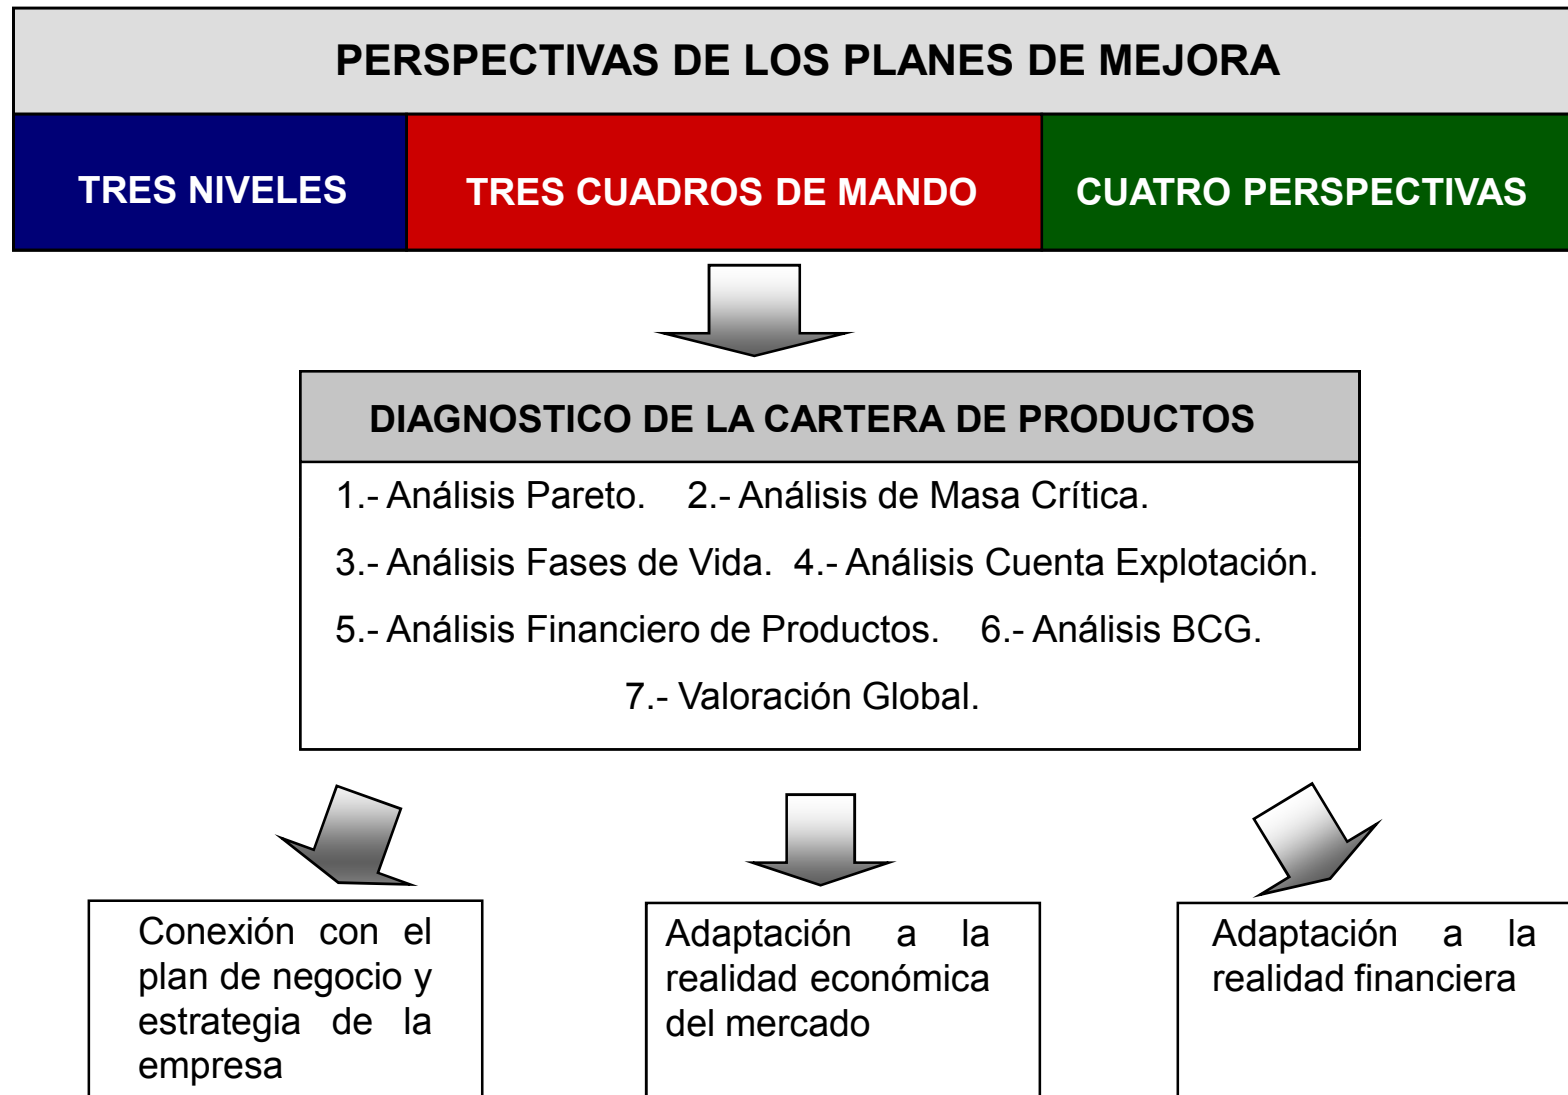 PERSPECTIVAS DE LOS PLANES DE MEJORA
TRES NIVELES
TRES CUADROS DE MANDO
CUATRO PERSPECTIVAS
DIAGNOSTICO DE LA CARTERA DE PRODUCTOS
1.- Análisis Pareto. 2.- Análisis de Masa Crítica.
3.- Análisis Fases de Vida. 4.- Análisis Cuenta Explotación.
5.- Análisis Financiero de Productos. 6.- Análisis BCG.
7.- Valoración Global.
Conexión con el
plan de negocio y
estrategia de la
empresa
Adaptación a la
realidad económica
del mercado
Adaptación a la
realidad financiera